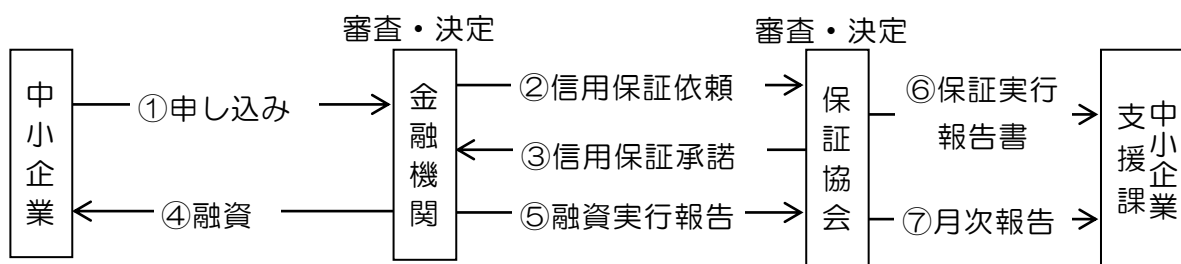 審査・決定
審査・決定
中小企業
①申し込み
④融資
金融機関
②信用保証依頼
③信用保証承諾
⑤融資実行報告
保証協会
⑥保証実行
報告書
⑦月次報告
中小企業
支援課